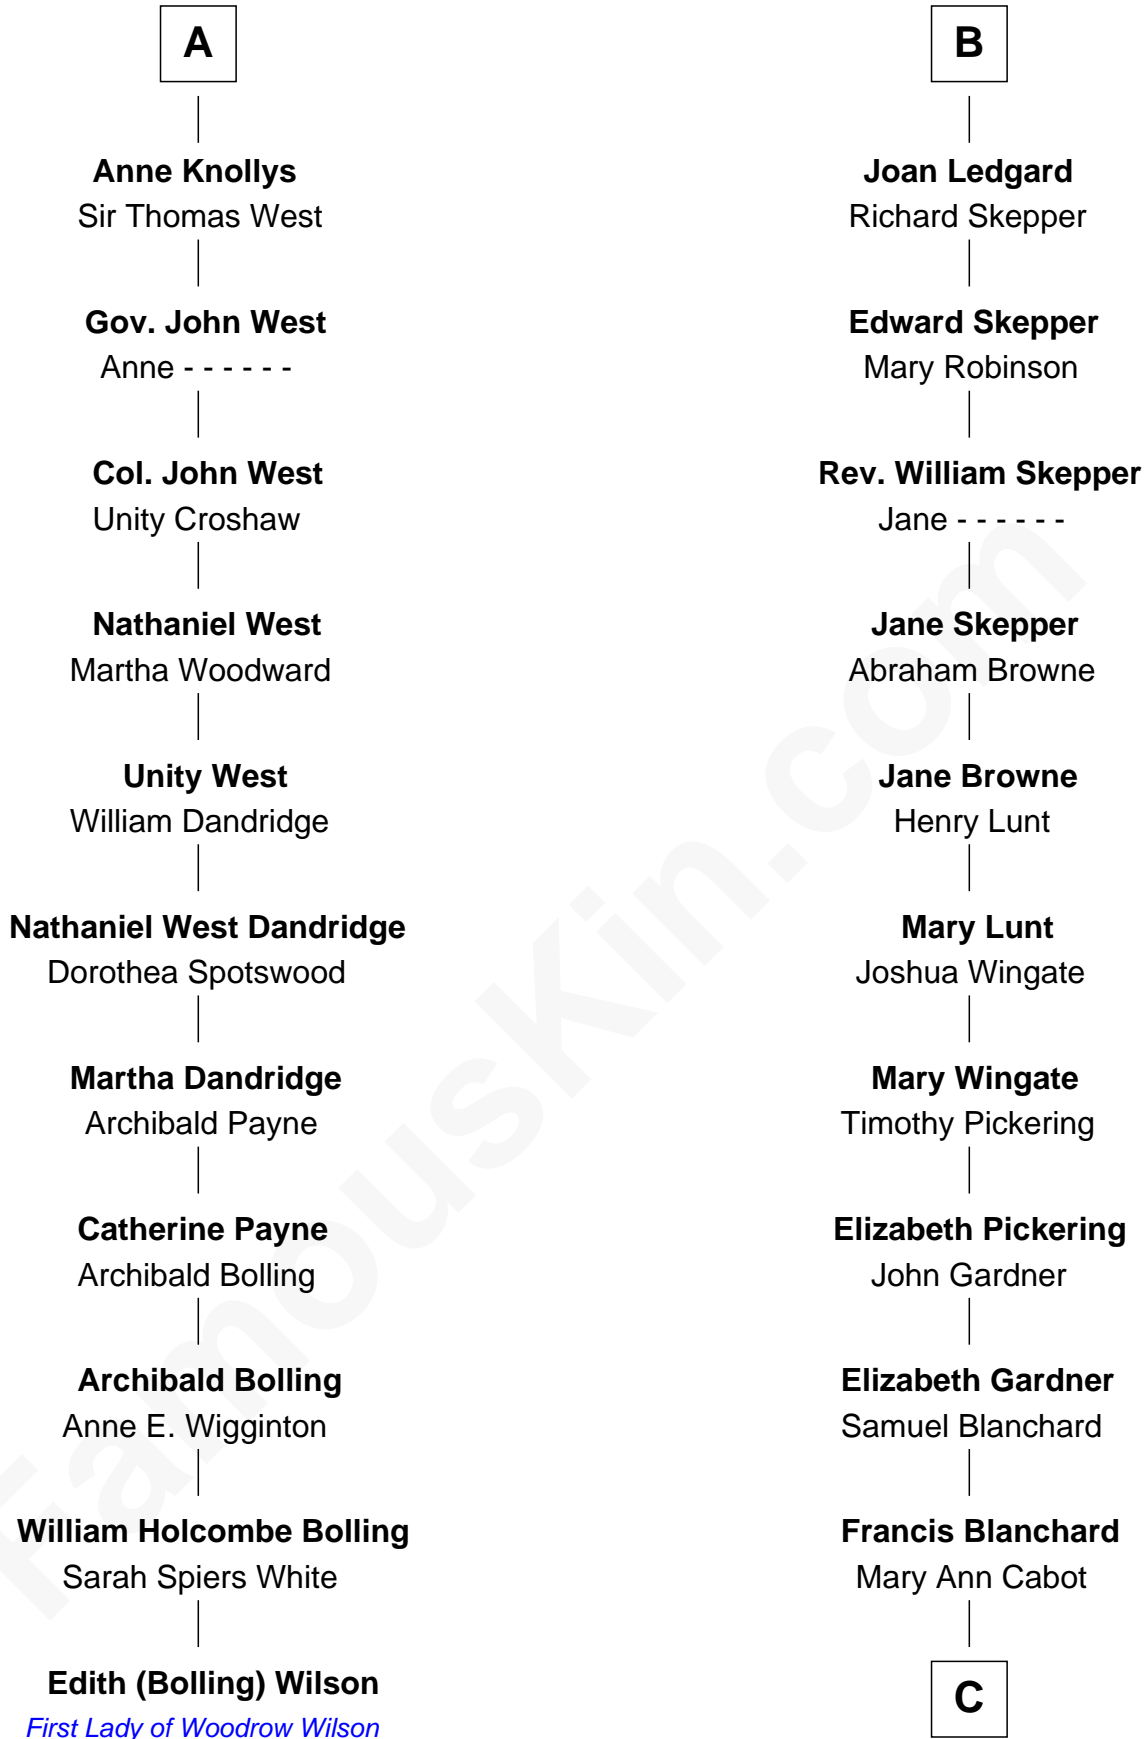 A
Anne Knollys
Sir Thomas West
Gov. John West
Anne - - - - - -
Col. John West
Unity Croshaw
Nathaniel West
Martha Woodward
Unity West
William Dandridge
Nathaniel West Dandridge
Dorothea Spotswood
Martha Dandridge
Archibald Payne
Catherine Payne
Archibald Bolling
Archibald Bolling
Anne E. Wigginton
William Holcombe Bolling
Sarah Spiers White
Edith (Bolling) Wilson
First Lady of Woodrow Wilson
B
Joan Ledgard
Richard Skepper
Edward Skepper
Mary Robinson
Rev. William Skepper
Jane - - - - - -
Jane Skepper
Abraham Browne
Jane Browne
Henry Lunt
Mary Lunt
Joshua Wingate
Mary Wingate
Timothy Pickering
Elizabeth Pickering
John Gardner
Elizabeth Gardner
Samuel Blanchard
Francis Blanchard
Mary Ann Cabot
C
FamousKin.com